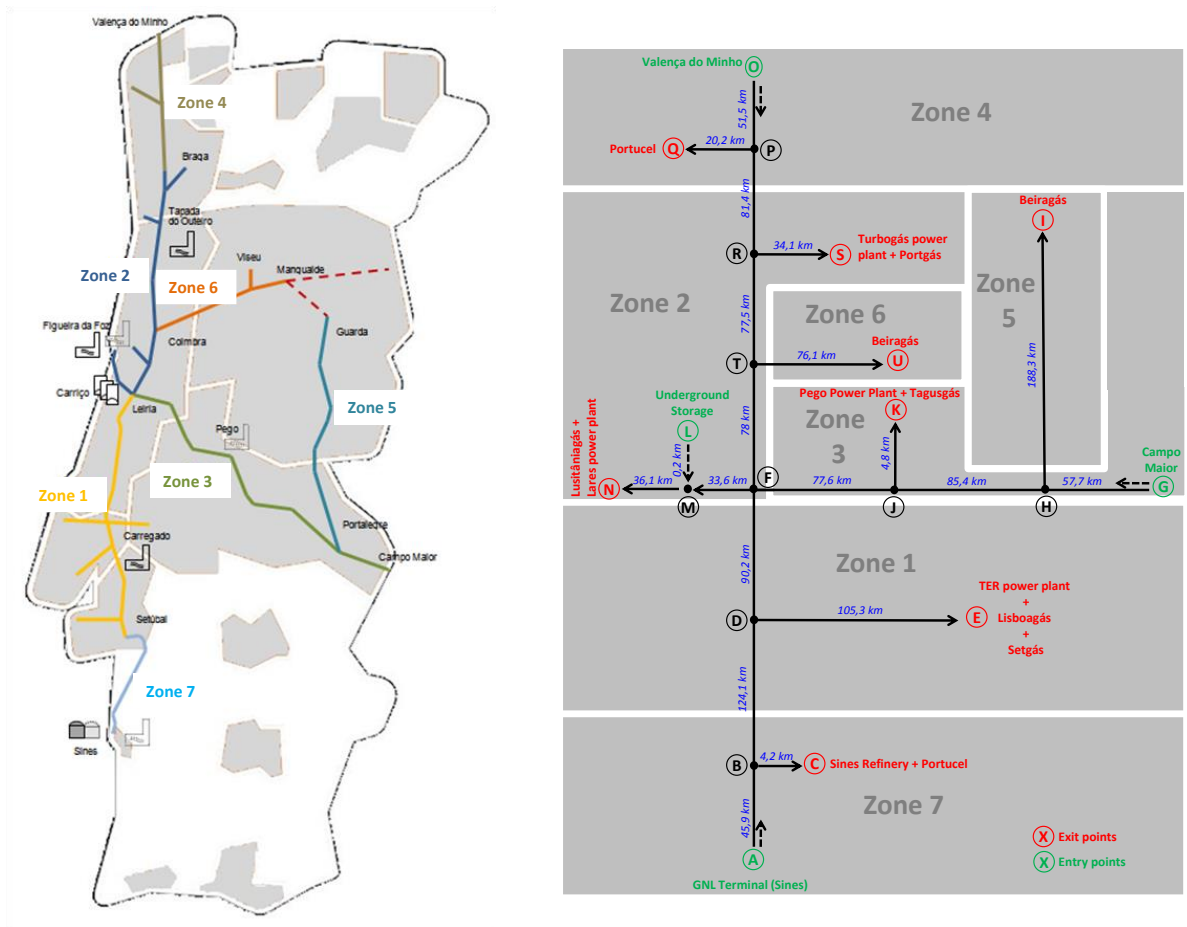 Valença do Minho
Zone 4
Braga
Tapada
do Outeiro
Zone 2
Viseu
Mangualde
Zone 6
Figueira da Foz
Coimbra
Guarda
Carriço
Leiria
Zone 5
Pego
Zone 1
Zone 3
Carregado
Portalegre
Campo Maior
Setúbal
Zone 7
Sines
Valença do Minho
O
51,5 km
Zone 4
Portucel
Q
20,2 km
P
81,4 km
Beiragás
I
R
34,1 km
S
Turbogás power
plant + Portgás
Zone 2
77,5 km
Zone 6
Zone
5
Beiragás
T
76,1 km
U
188,3 km
Underground
Storage
L
0,2 km
78 km
Pego Power Plant + Tagusgás
K
Zone
3
4,8 km
Campo
Maior
G
Lusitâniagás +
Lares power plant
N
36,1 km
M
33,6 km
F
77,6 km
J
85,4 km
H
57,7 km
90,2 km
Zone 1
D
105,3 km
E
TER power plant
+
Lisboagás
+
Setgás
124,1 km
B
4,2 km
C
Sines Refinery + Portucel
Zone 7
45,9 km
A
GNL Terminal (Sines)
X
Exit points
X
Entry points